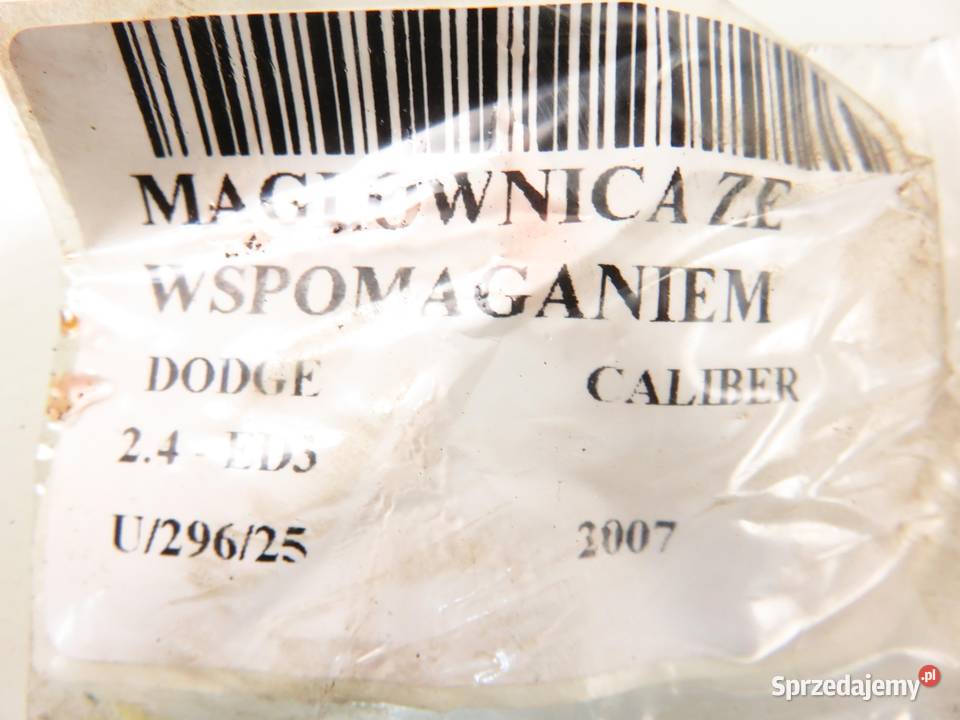 MAGLOWNICA ZE
WSPOMAGANIEM
DODGE CALIBER
2.4 - ED3
U/296/25 2007
Sprzedajemy.pl